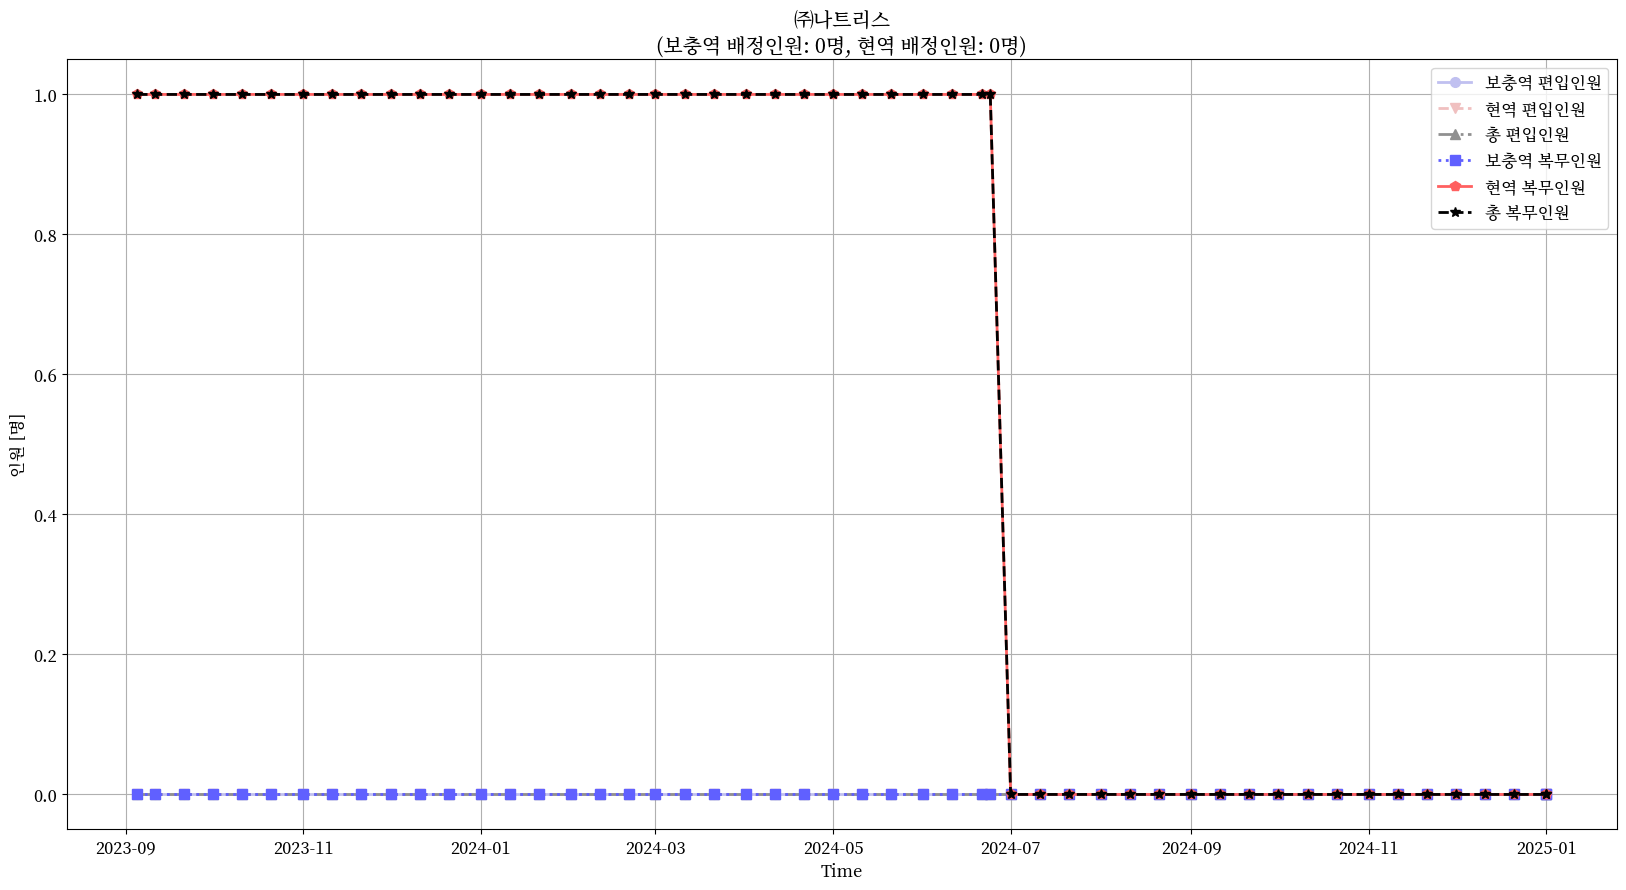 ㈜나트리스
(보충역 배정인원: 0명, 현역 배정인원: 0명)
보충역 편입인원
현역 편입인원
총 편입인원
보충역 복무인원
현역 복무인원
총 복무인원
인원 [명]
1.0
0.8
0.6
0.4
0.2
0.0
2023-09
2023-11
2024-01
2024-03
2024-05
2024-07
2024-09
2024-11
2025-01
Time